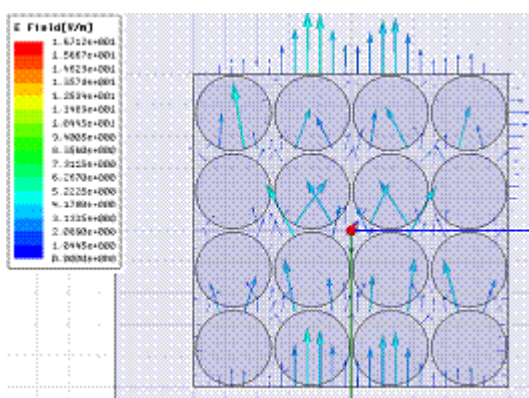 E Field[V/m]
1.6712e+001
1.5667e+001
1.4623e+001
1.3578e+001
1.2534e+001
1.1489e+001
1.0445e+001
9.4005e+000
8.3560e+000
7.3115e+000
6.2670e+000
5.2225e+000
4.1780e+000
3.1335e+000
2.0890e+000
1.0445e+000
0.0000e+000